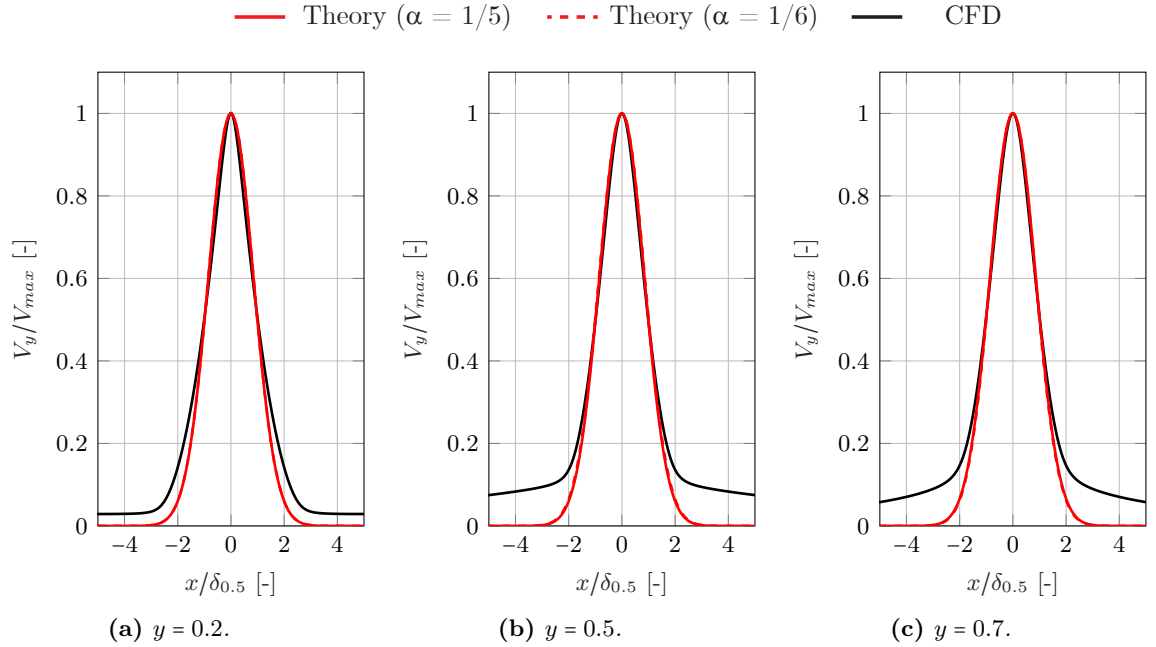 Theory (α = 1/5) Theory (α = 1/6) CFD
1 1 1
0.8 0.8 0.8
0.6 0.6 0.6
0.4 0.4 0.4
0.2 0.2 0.2
0 0 0
V_y/V_max [-] V_y/V_max [-] V_y/V_max [-]
−4 −2 0 2 4 −4 −2 0 2 4 −4 −2 0 2 4
x/δ_0.5 [-] x/δ_0.5 [-] x/δ_0.5 [-]
(a) y = 0.2. (b) y = 0.5. (c) y = 0.7.